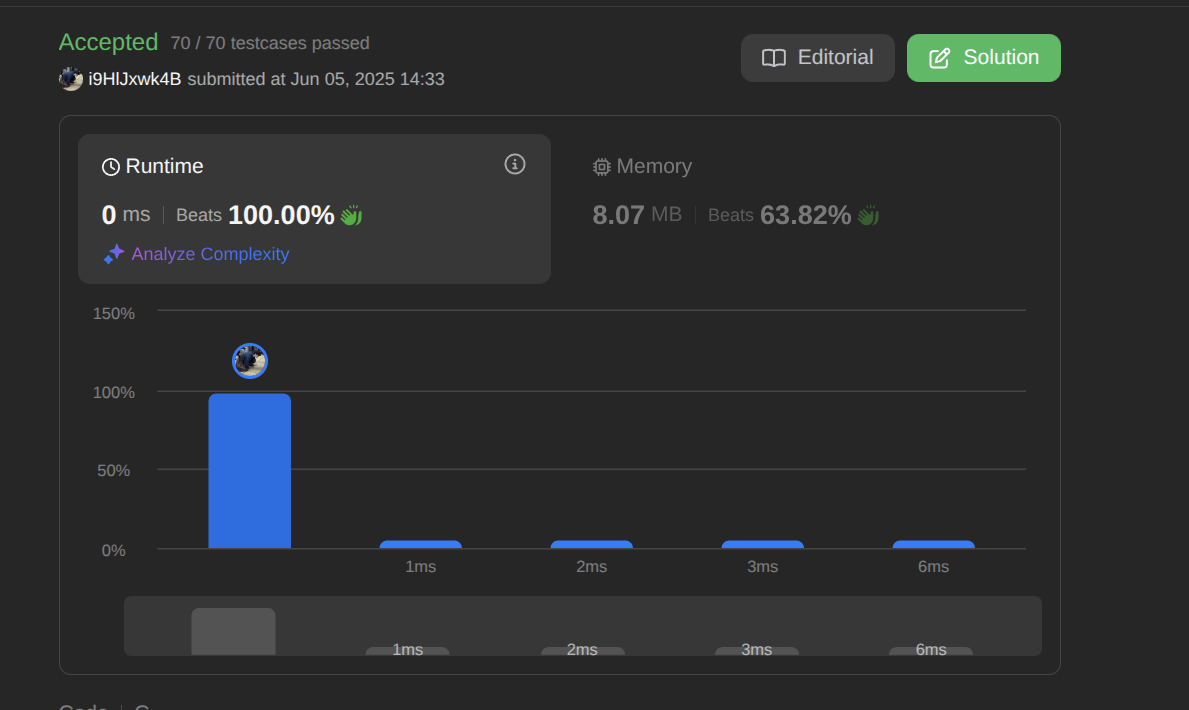 Accepted 70 / 70 testcases passed
i9HlJxwk4B submitted at Jun 05, 2025 14:33
Editorial
Solution
Runtime
0 ms Beats 100.00%
Analyze Complexity
Memory
8.07 MB Beats 63.82%
150%
100%
50%
0%
1ms 2ms 3ms 6ms
1ms 2ms 3ms 6ms